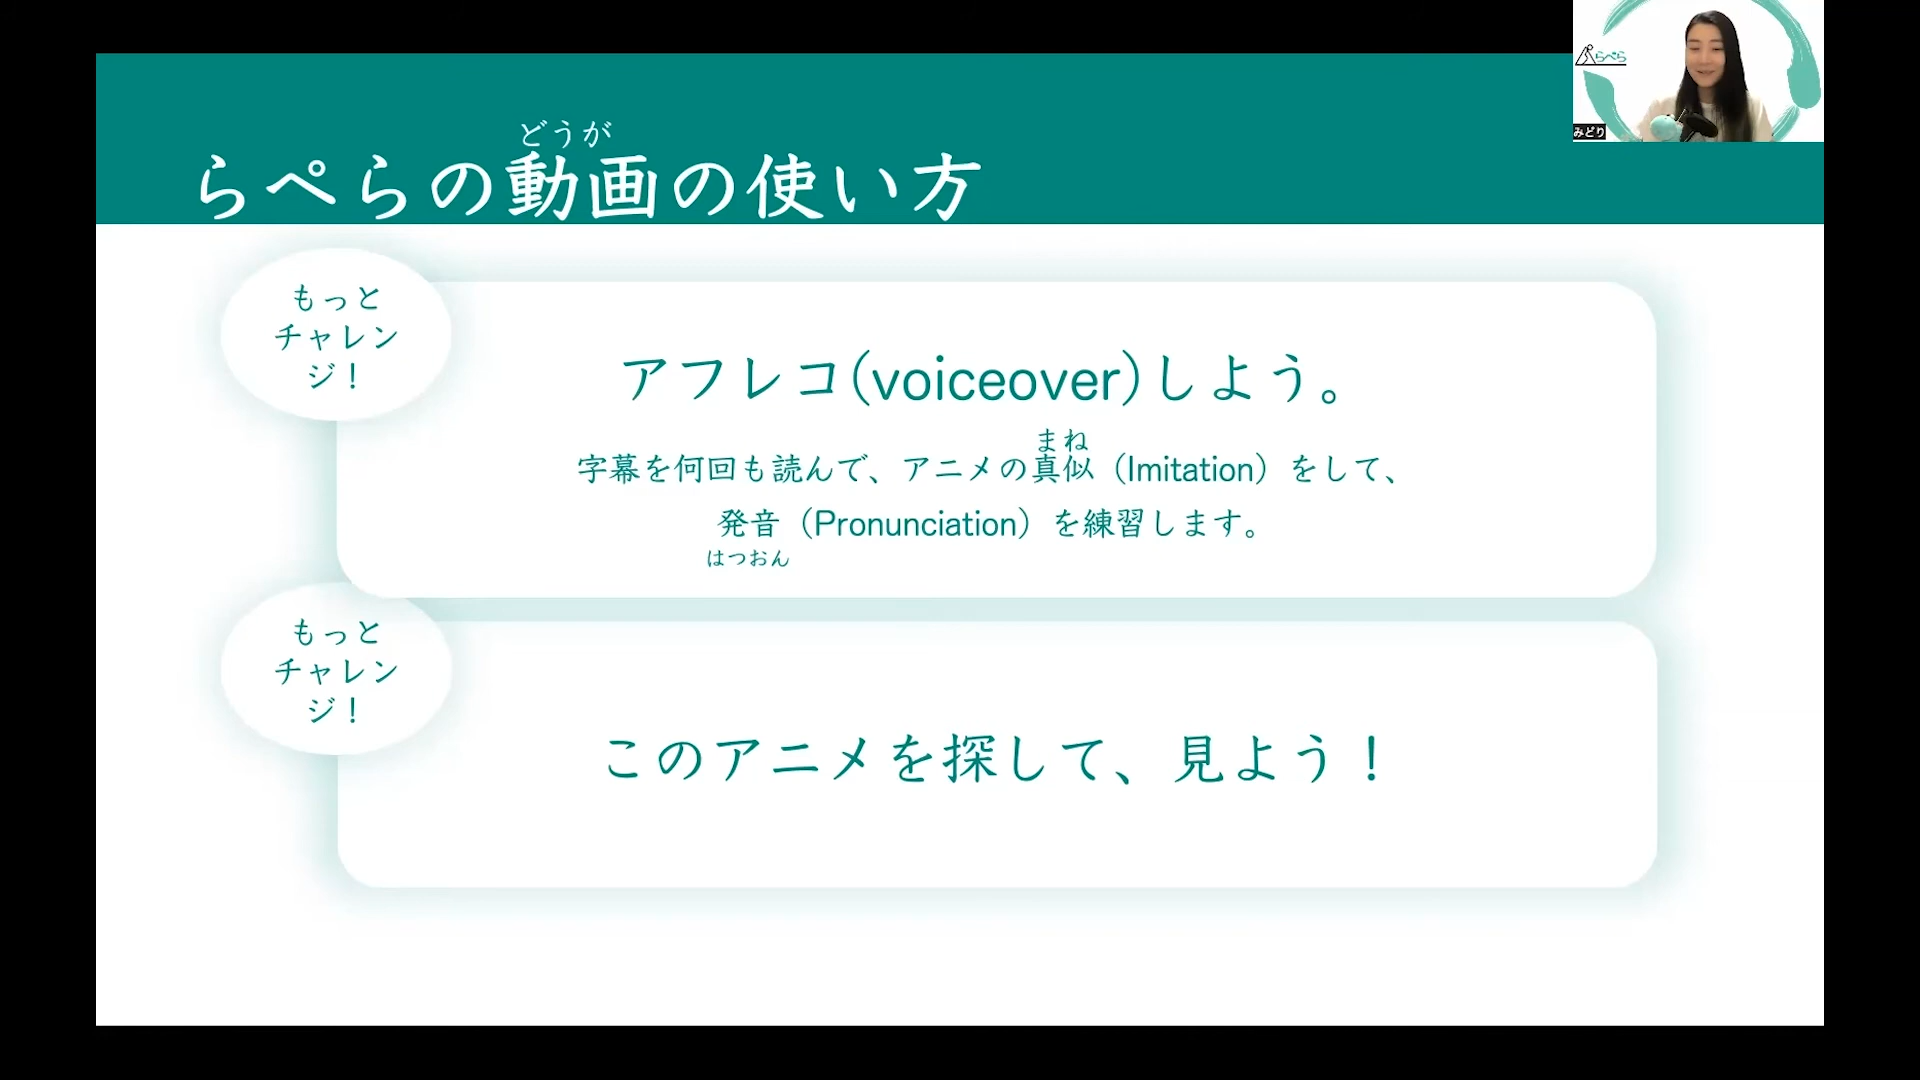 らぺら
みどり
どうが
らぺらの動画の使い方
もっと
チャレン
ジ！
アフレコ(voiceover)しよう。
まね
字幕を何回も読んで、アニメの真似（Imitation）をして、
発音（Pronunciation）を練習します。
はつおん
もっと
チャレン
ジ！
このアニメを探して、見よう！